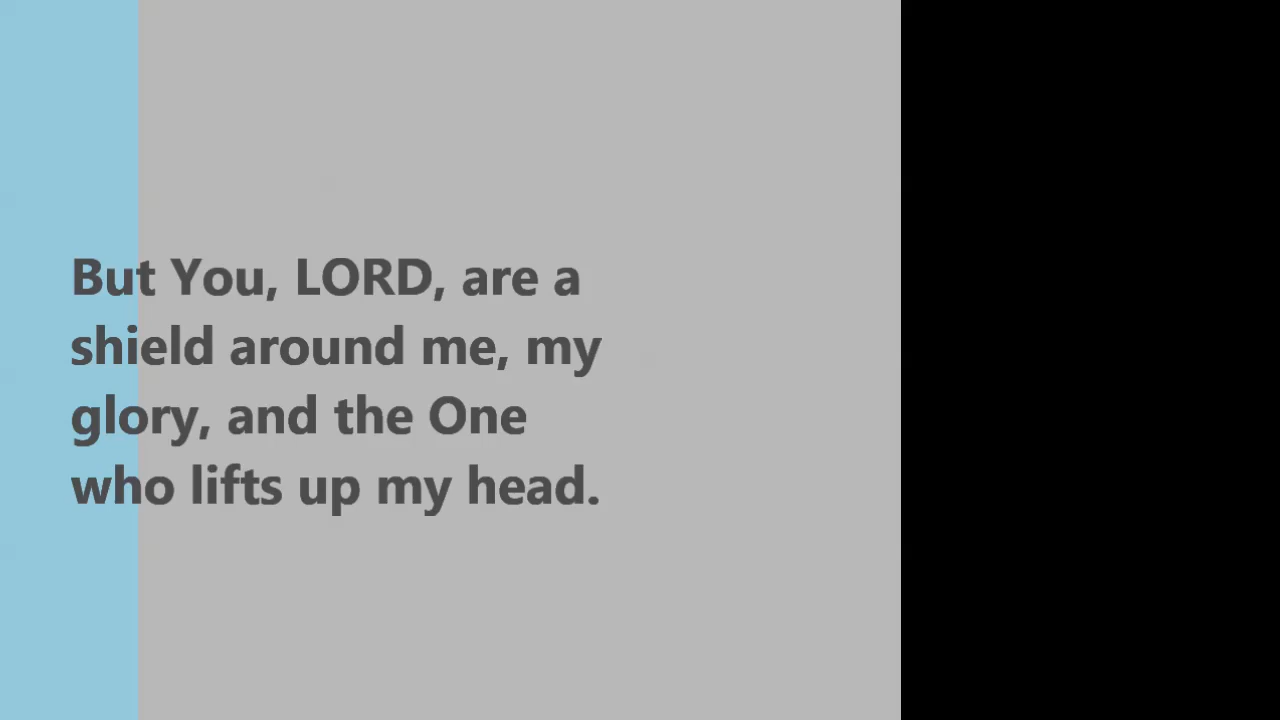 But You, LORD, are a
shield around me, my
glory, and the One
who lifts up my head.